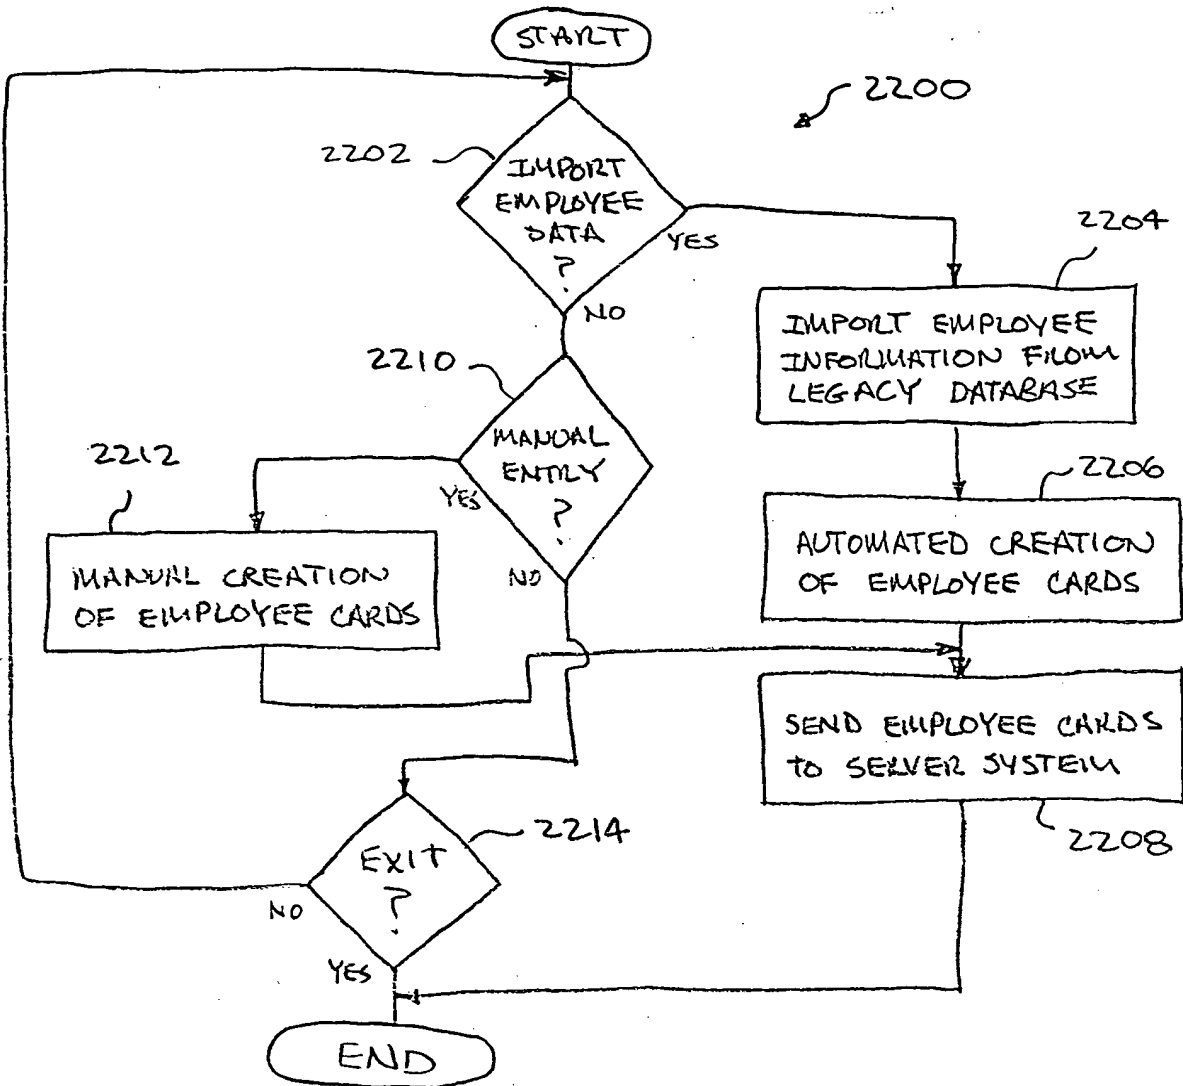 START
2200
2202
IMPORT
EMPLOYEE
DATA
?
YES
NO
2204
IMPORT EMPLOYEE
INFORMATION FROM
LEGACY DATABASE
2210
MANUAL
ENTRY
?
YES
NO
2212
MANUAL CREATION
OF EMPLOYEE CARDS
2206
AUTOMATED CREATION
OF EMPLOYEE CARDS
SEND EMPLOYEE CARDS
TO SERVER SYSTEM
2208
2214
EXIT
?
NO
YES
END